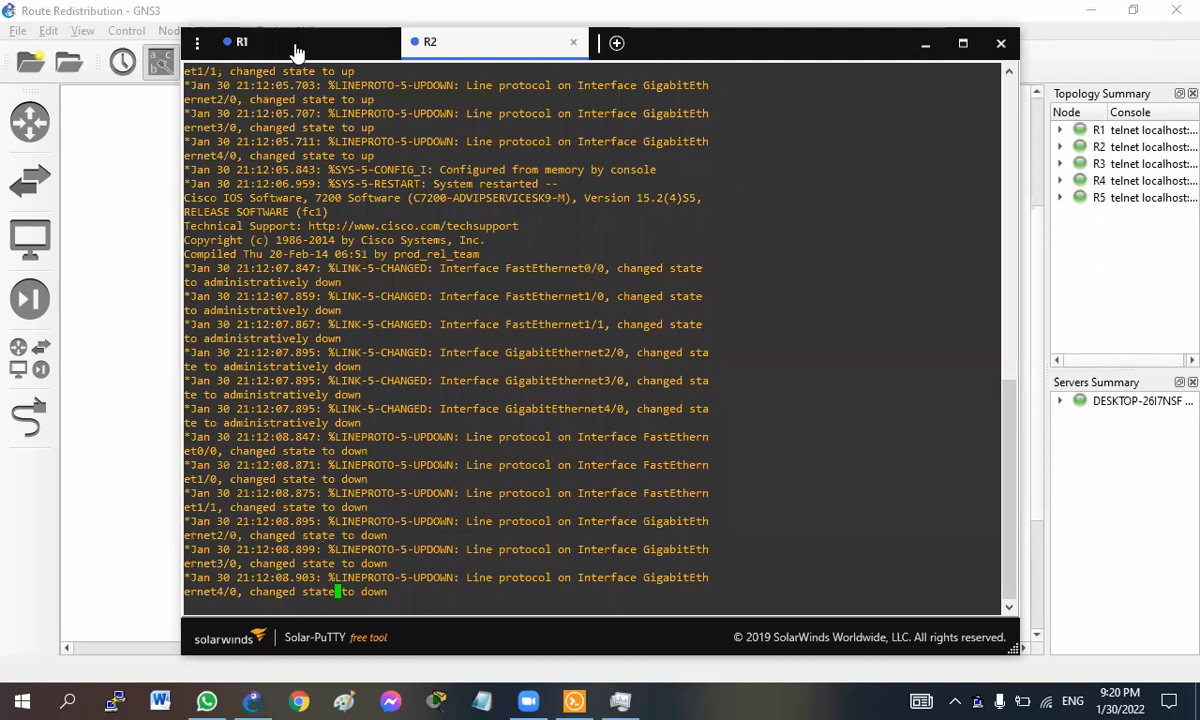 Route Redistribution - GNS3
File Edit View Control
R1
R2
et1/1, changed state to up
*Jan 30 21:12:05.703: %LINEPROTO-5-UPDOWN: Line protocol on Interface GigabitEth
ernet2/0, changed state to up
*Jan 30 21:12:05.707: %LINEPROTO-5-UPDOWN: Line protocol on Interface GigabitEth
ernet3/0, changed state to up
*Jan 30 21:12:05.711: %LINEPROTO-5-UPDOWN: Line protocol on Interface GigabitEth
ernet4/0, changed state to up
*Jan 30 21:12:05.843: %SYS-5-CONFIG_I: Configured from memory by console
*Jan 30 21:12:06.959: %SYS-5-RESTART: System restarted --
Cisco IOS Software, 7200 Software (C7200-ADVIPSERVICESK9-M), Version 15.2(4)S5,
RELEASE SOFTWARE (fc1)
Technical Support: http://www.cisco.com/techsupport
Copyright (c) 1986-2014 by Cisco Systems, Inc.
Compiled Thu 20-Feb-14 06:51 by prod_rel_team
*Jan 30 21:12:07.847: %LINK-5-CHANGED: Interface FastEthernet0/0, changed state
to administratively down
*Jan 30 21:12:07.859: %LINK-5-CHANGED: Interface FastEthernet1/0, changed state
to administratively down
*Jan 30 21:12:07.867: %LINK-5-CHANGED: Interface FastEthernet1/1, changed state
to administratively down
*Jan 30 21:12:07.895: %LINK-5-CHANGED: Interface GigabitEthernet2/0, changed sta
te to administratively down
*Jan 30 21:12:07.895: %LINK-5-CHANGED: Interface GigabitEthernet3/0, changed sta
te to administratively down
*Jan 30 21:12:07.895: %LINK-5-CHANGED: Interface GigabitEthernet4/0, changed sta
te to administratively down
*Jan 30 21:12:08.847: %LINEPROTO-5-UPDOWN: Line protocol on Interface FastEthern
et0/0, changed state to down
*Jan 30 21:12:08.871: %LINEPROTO-5-UPDOWN: Line protocol on Interface FastEthern
et1/0, changed state to down
*Jan 30 21:12:08.875: %LINEPROTO-5-UPDOWN: Line protocol on Interface FastEthern
et1/1, changed state to down
*Jan 30 21:12:08.895: %LINEPROTO-5-UPDOWN: Line protocol on Interface GigabitEth
ernet2/0, changed state to down
*Jan 30 21:12:08.899: %LINEPROTO-5-UPDOWN: Line protocol on Interface GigabitEth
ernet3/0, changed state to down
*Jan 30 21:12:08.903: %LINEPROTO-5-UPDOWN: Line protocol on Interface GigabitEth
ernet4/0, changed state to down
solarwinds
Solar-PuTTY free tool
© 2019 SolarWinds Worldwide, LLC. All rights reserved.
Topology Summary
Node Console
R1 telnet localhost:...
R2 telnet localhost:...
R3 telnet localhost:...
R4 telnet localhost:...
R5 telnet localhost:...
Servers Summary
DESKTOP-26I7NSF ...
ENG
9:20 PM
1/30/2022